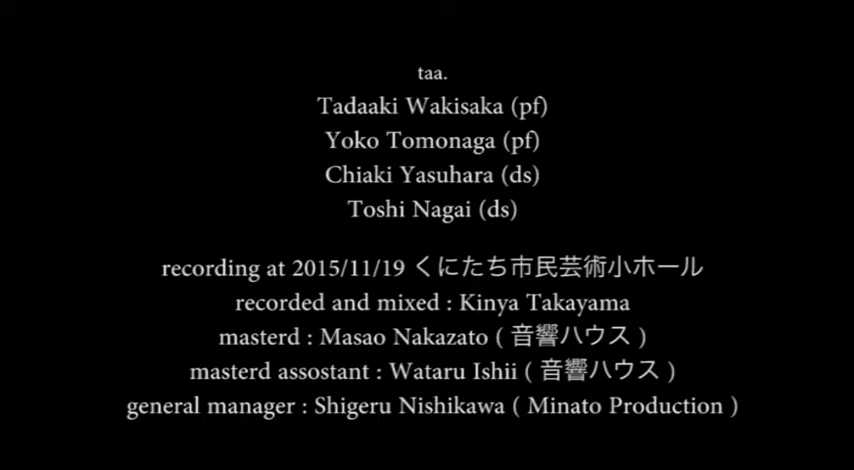 taa.
Tadaaki Wakisaka (pf)
Yoko Tomonaga (pf)
Chiaki Yasuhara (ds)
Toshi Nagai (ds)
recording at 2015/11/19 くにたち市民芸術小ホール
recorded and mixed : Kinya Takayama
masterd : Masao Nakazato ( 音響ハウス )
masterd assostant : Wataru Ishii ( 音響ハウス )
general manager : Shigeru Nishikawa ( Minato Production )